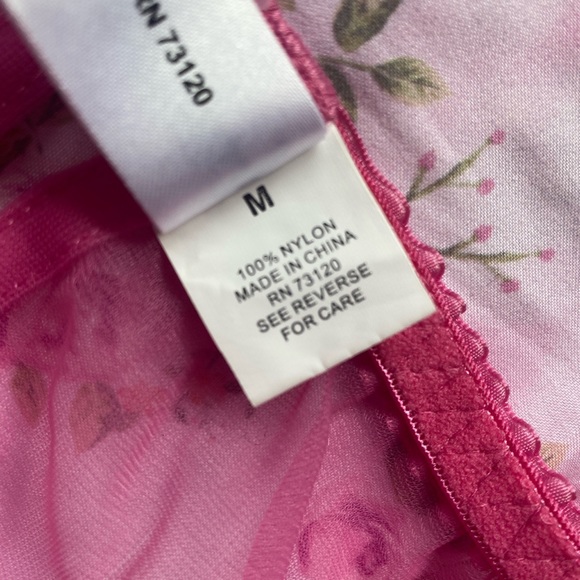 RN 73120
M
100% NYLON
MADE IN CHINA
RN 73120
SEE REVERSE
FOR CARE